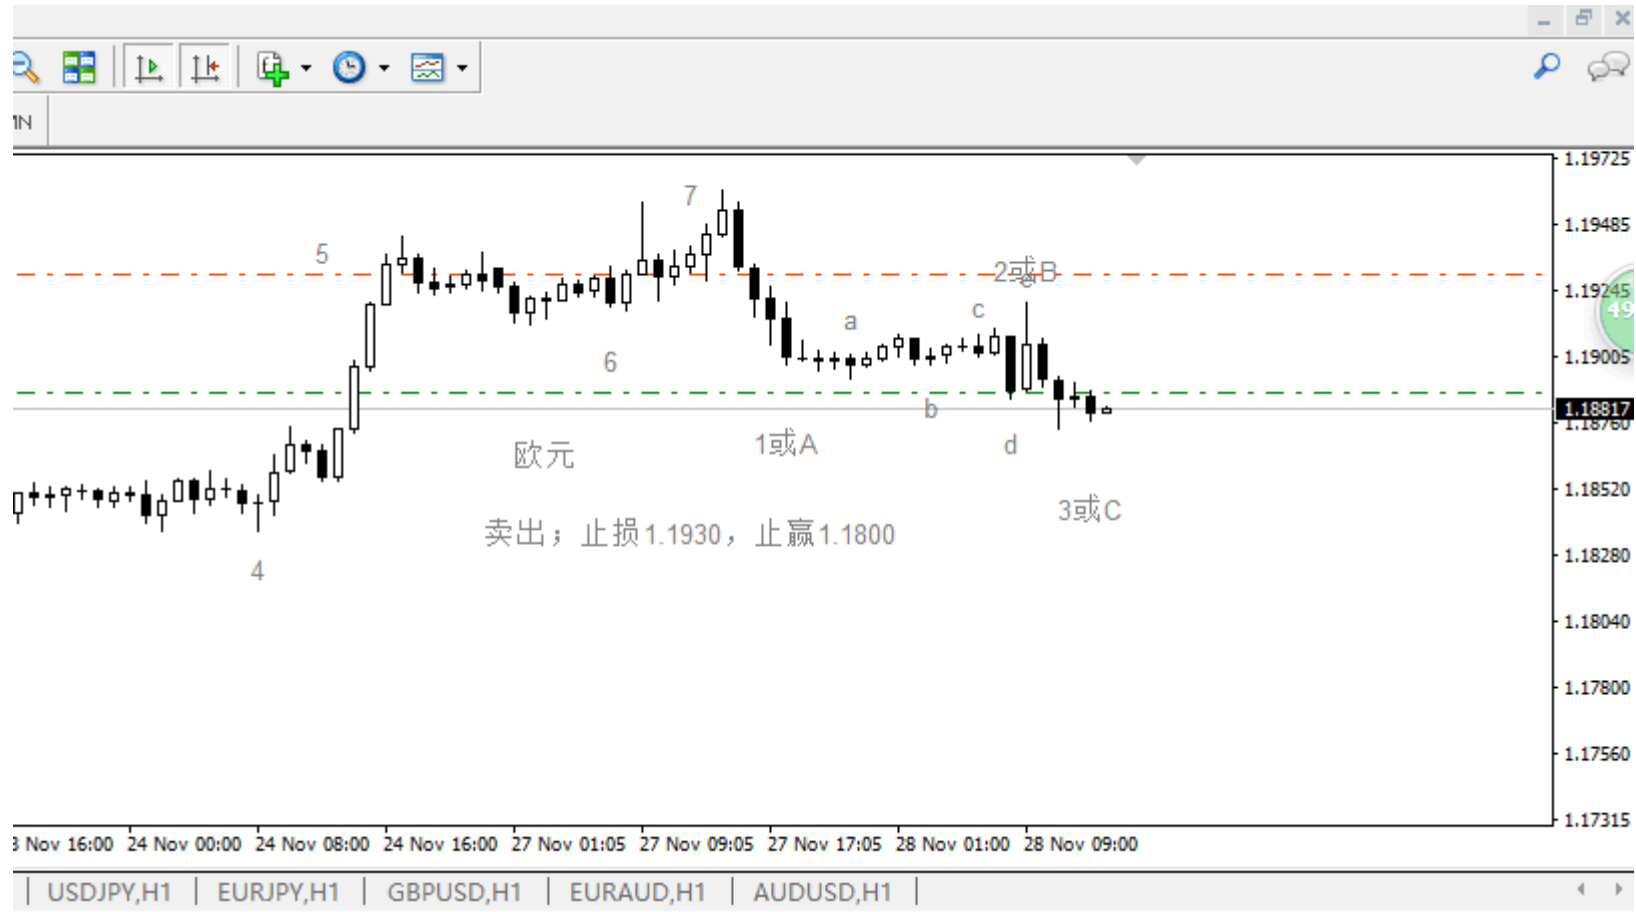 MN
1.19725
7
1.19485
5
2或B
e
1.19245
49
a
c
6
1.19005
b
1.18817
1.18760
欧元
1或A
d
1.18520
3或C
卖出；止损1.1930，止赢1.1800
1.18280
4
1.18040
1.17800
1.17560
1.17315
3 Nov 16:00 24 Nov 00:00 24 Nov 08:00 24 Nov 16:00 27 Nov 01:05 27 Nov 09:05 27 Nov 17:05 28 Nov 01:00 28 Nov 09:00
USDJPY,H1 EURJPY,H1 GBPUSD,H1 EURAUD,H1 AUDUSD,H1